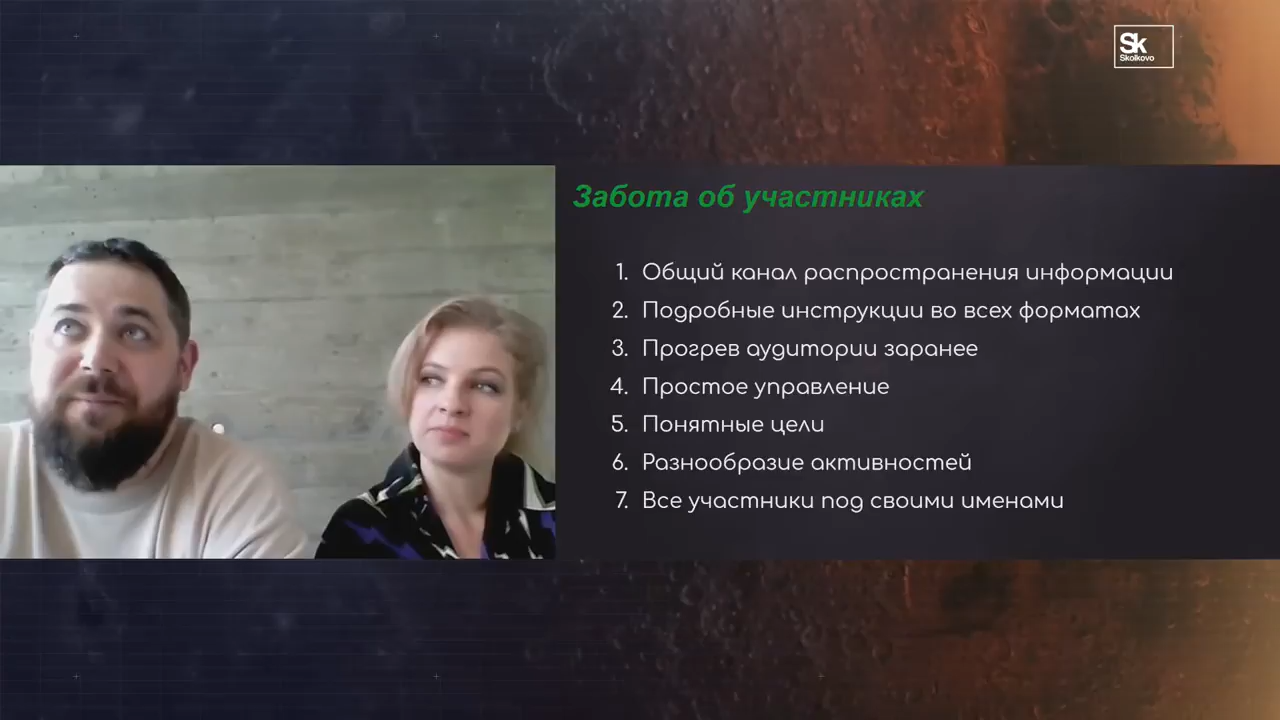 Sk
Skolkovo
Забота об участниках
1. Общий канал распространения информации
2. Подробные инструкции во всех форматах
3. Прогрев аудитории заранее
4. Простое управление
5. Понятные цели
6. Разнообразие активностей
7. Все участники под своими именами